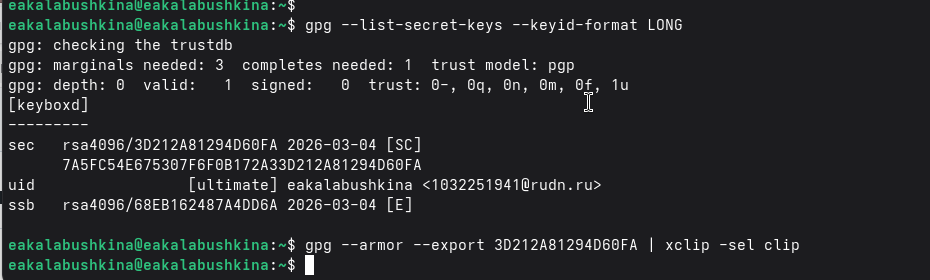 eakalabushkina@eakalabushkina:~$
eakalabushkina@eakalabushkina:~$ gpg --list-secret-keys --keyid-format LONG
gpg: checking the trustdb
gpg: marginals needed: 3  completes needed: 1  trust model: pgp
gpg: depth: 0  valid:   1  signed:   0  trust: 0-, 0q, 0n, 0m, 0f, 1u
[keyboxd]
---------
sec   rsa4096/3D212A81294D60FA 2026-03-04 [SC]
      7A5FC54E675307F6F0B172A33D212A81294D60FA
uid                 [ultimate] eakalabushkina <1032251941@rudn.ru>
ssb   rsa4096/68EB162487A4DD6A 2026-03-04 [E]
eakalabushkina@eakalabushkina:~$ gpg --armor --export 3D212A81294D60FA | xclip -sel clip
eakalabushkina@eakalabushkina:~$